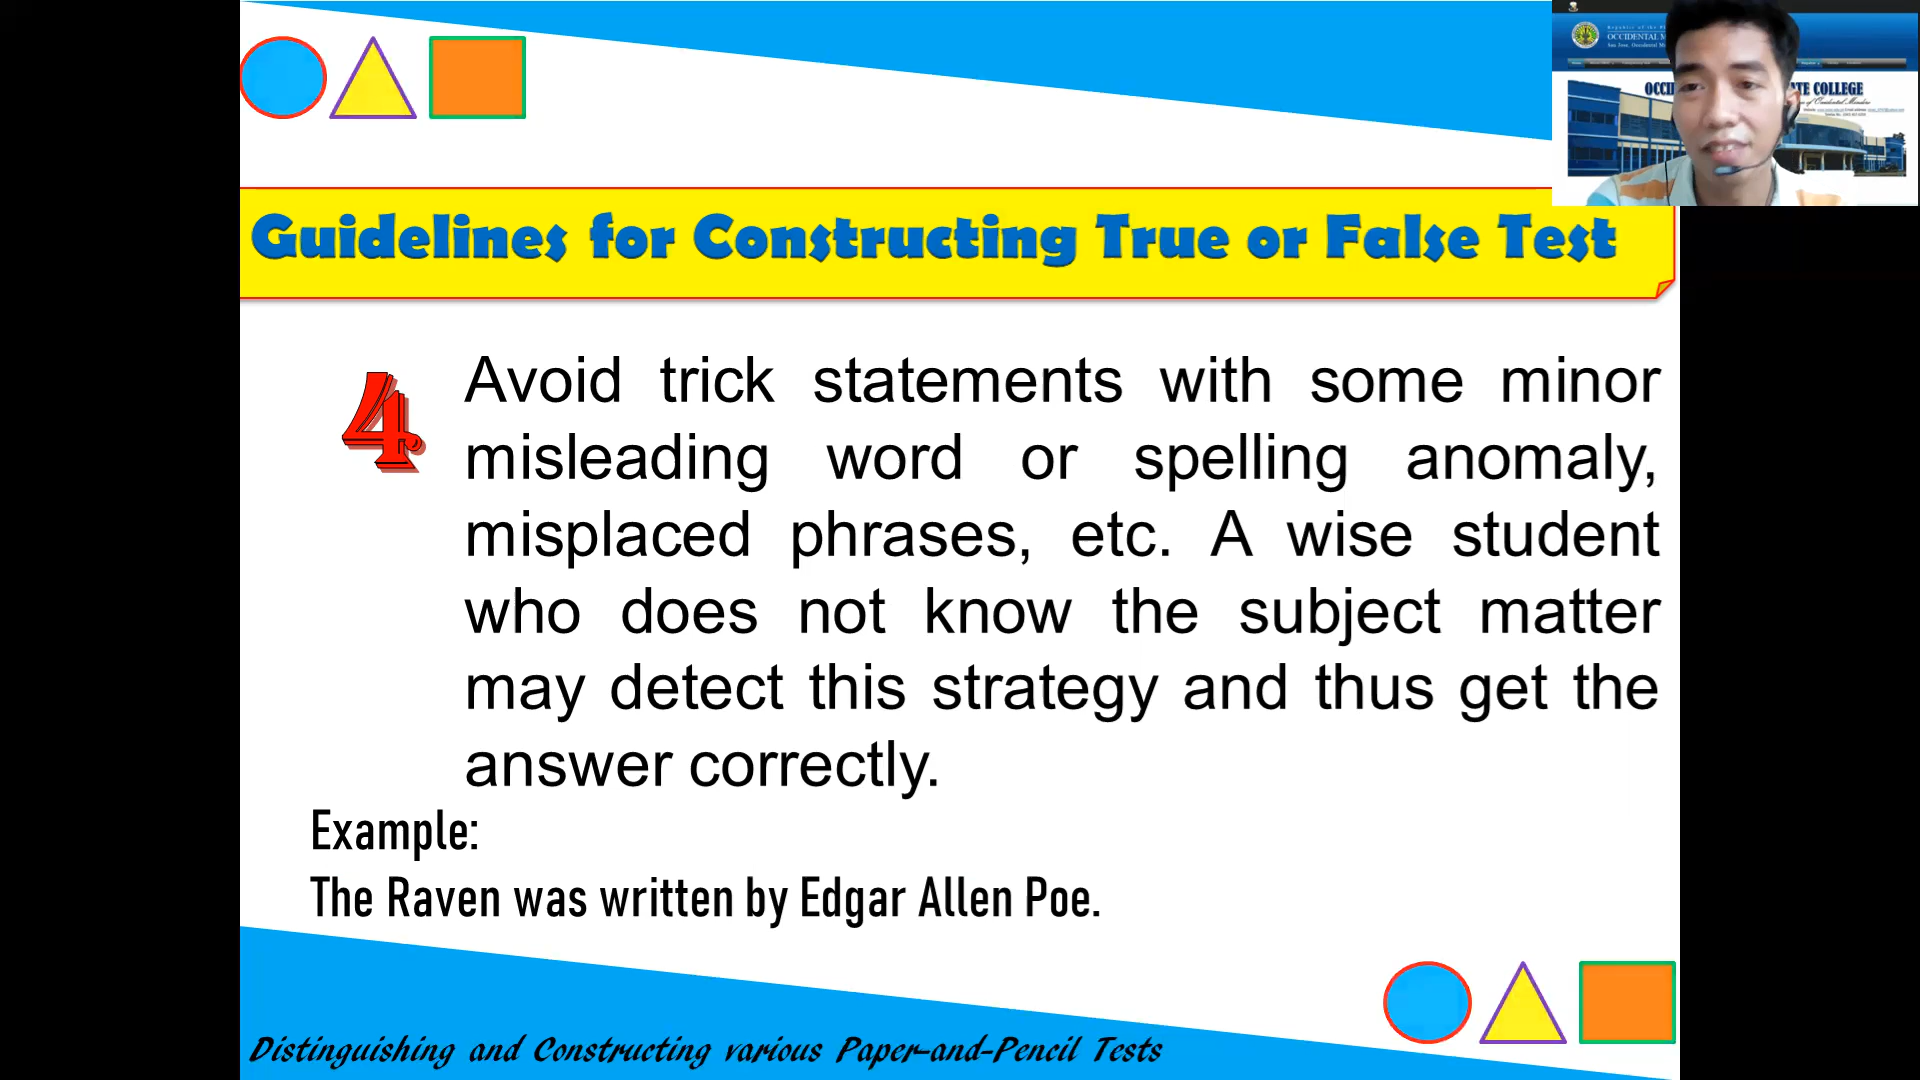 OCCIDENTAL M
OCCI
TATE COLLEGE
Guidelines for Constructing True or False Test
4
Avoid trick statements with some minor
misleading word or spelling anomaly,
misplaced phrases, etc. A wise student
who does not know the subject matter
may detect this strategy and thus get the
answer correctly.
Example:
The Raven was written by Edgar Allen Poe.
Distinguishing and Constructing various Paper-and-Pencil Tests